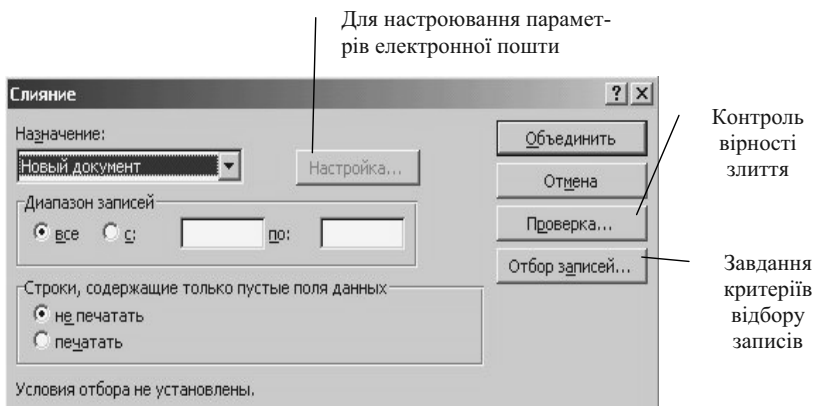 Для настроювання парамет-
рів електронної пошти
Слияние
Назначение:
Новый документ
Настройка...
Объединить
Отмена
Проверка...
Отбор записей...
Диапазон записей
все с: по:
Строки, содержащие только пустые поля данных
не печатать
печатать
Условия отбора не установлены.
Контроль
вірності
злиття
Завдання
критеріїв
відбору
записів